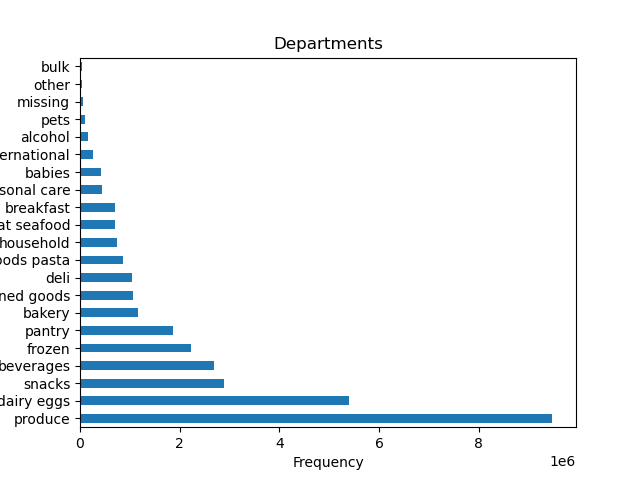 Departments
bulk
other
missing
pets
alcohol
ernational
babies
sonal care
breakfast
at seafood
household
oods pasta
deli
ned goods
bakery
pantry
frozen
beverages
snacks
dairy eggs
produce
0 2 4 6 8
1e6
Frequency